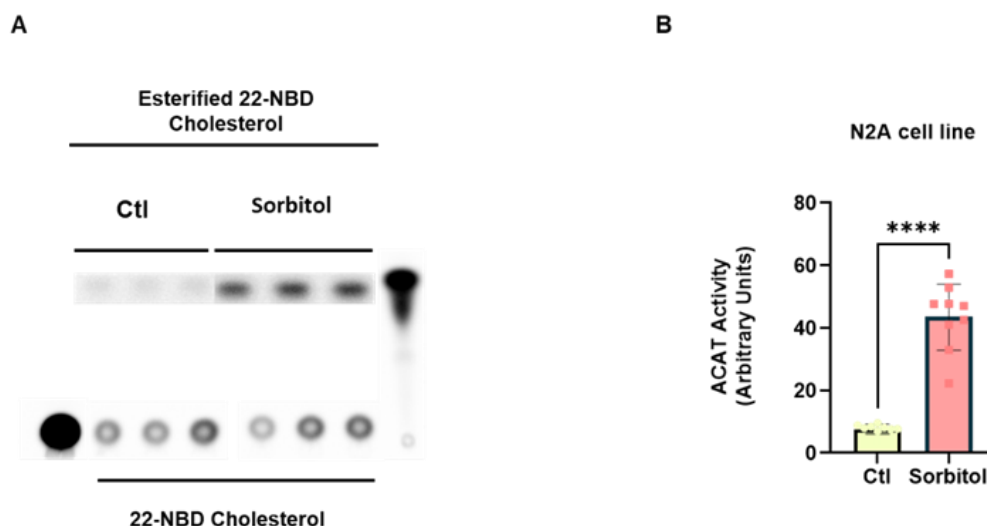 A
B
Esterified 22-NBD
Cholesterol
Ctl
Sorbitol
22-NBD Cholesterol
N2A cell line
ACAT Activity
(Arbitrary Units)
80
60
40
20
0
****
Ctl
Sorbitol